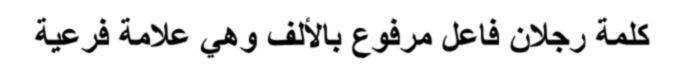 كلمة رجلان فاعل مرفوع بالألف وهي علامة فرعية